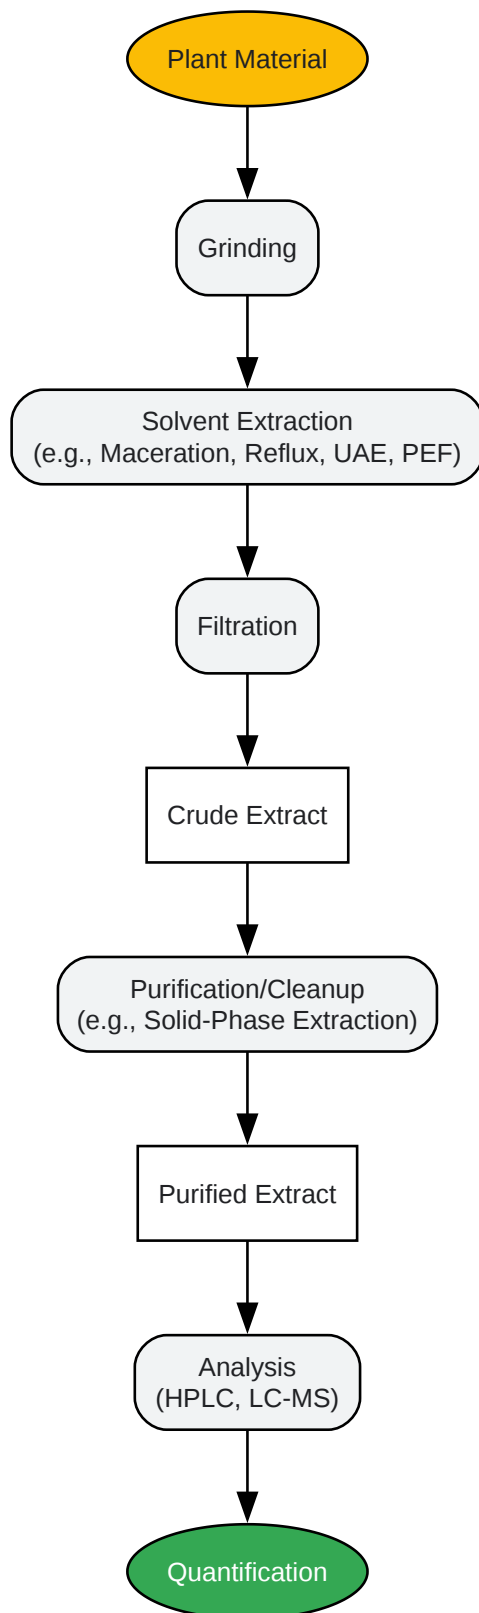 Plant Material
Grinding
Solvent Extraction
(e.g., Maceration, Reflux, UAE, PEF)
Filtration
Crude Extract
Purification/Cleanup
(e.g., Solid-Phase Extraction)
Purified Extract
Analysis
(HPLC, LC-MS)
Quantification